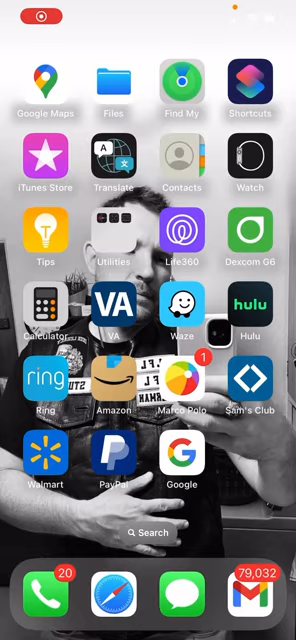 Google Maps Files Find My Shortcuts
A
iTunes Store Translate Contacts Watch
Tips Utilities Life360 Dexcom G6
VA hulu
Calculator VA Waze Hulu
ring 1
Ring Amazon Marco Polo Sam's Club
Walmart PayPal Google
Search
20 79,032